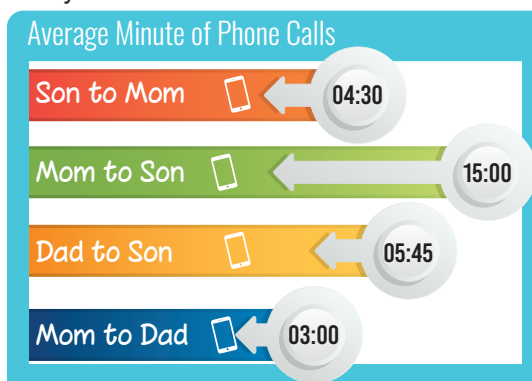 Average Minute of Phone Calls
Son to Mom 04:30
Mom to Son 15:00
Dad to Son 05:45
Mom to Dad 03:00